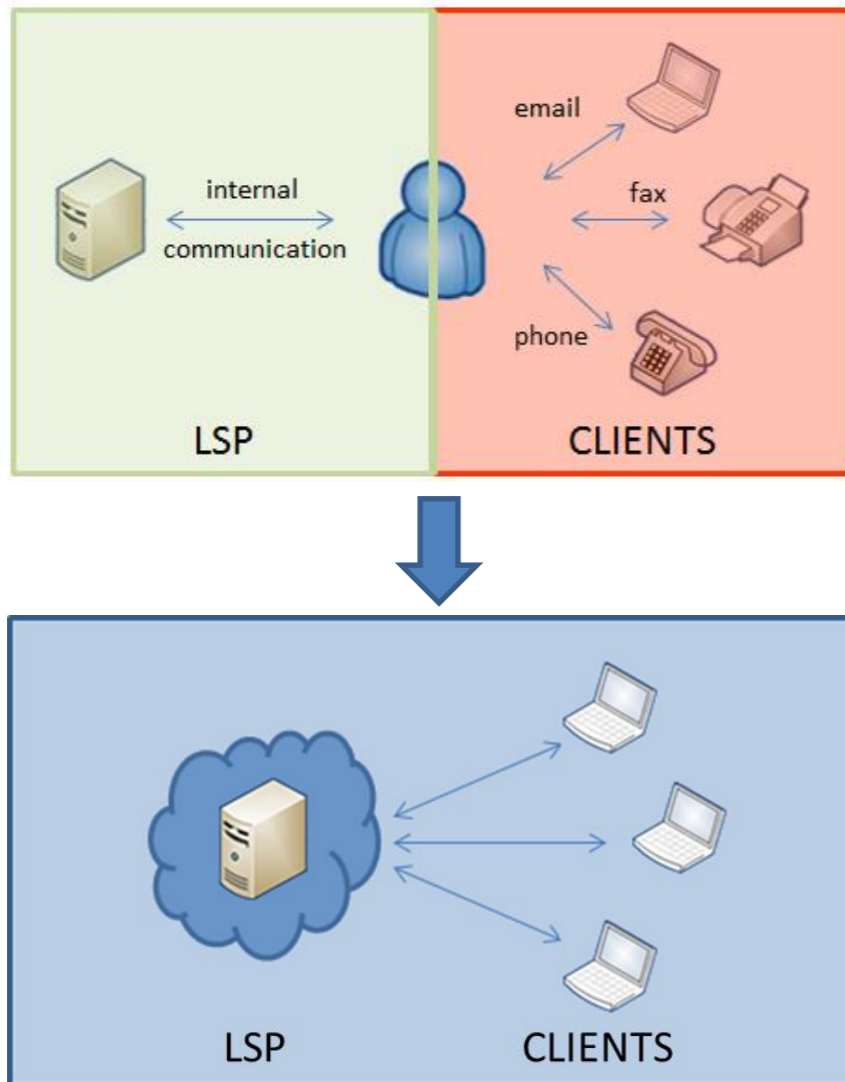 email
internal
fax
communication
phone
LSP
CLIENTS
LSP
CLIENTS